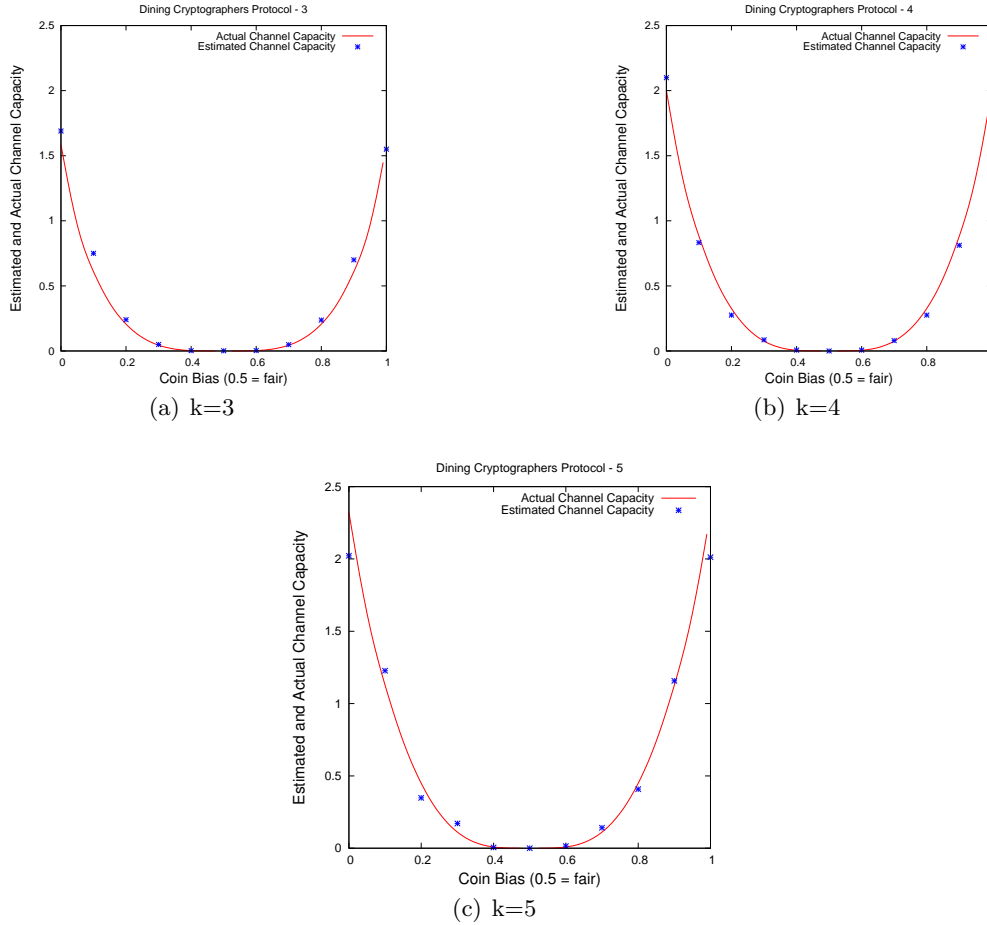 Dining Cryptographers Protocol - 3
2.5
2
1.5
1
0.5
0
Estimated and Actual Channel Capacity
Actual Channel Capacity
Estimated Channel Capacity
0 0.2 0.4 0.6 0.8 1
Coin Bias (0.5 = fair)
(a) k=3
Dining Cryptographers Protocol - 4
2.5
2
1.5
1
0.5
0
Estimated and Actual Channel Capacity
Actual Channel Capacity
Estimated Channel Capacity
0 0.2 0.4 0.6 0.8
Coin Bias (0.5 = fair)
(b) k=4
Dining Cryptographers Protocol - 5
2.5
2
1.5
1
0.5
0
Estimated and Actual Channel Capacity
Actual Channel Capacity
Estimated Channel Capacity
0 0.2 0.4 0.6 0.8 1
Coin Bias (0.5 = fair)
(c) k=5